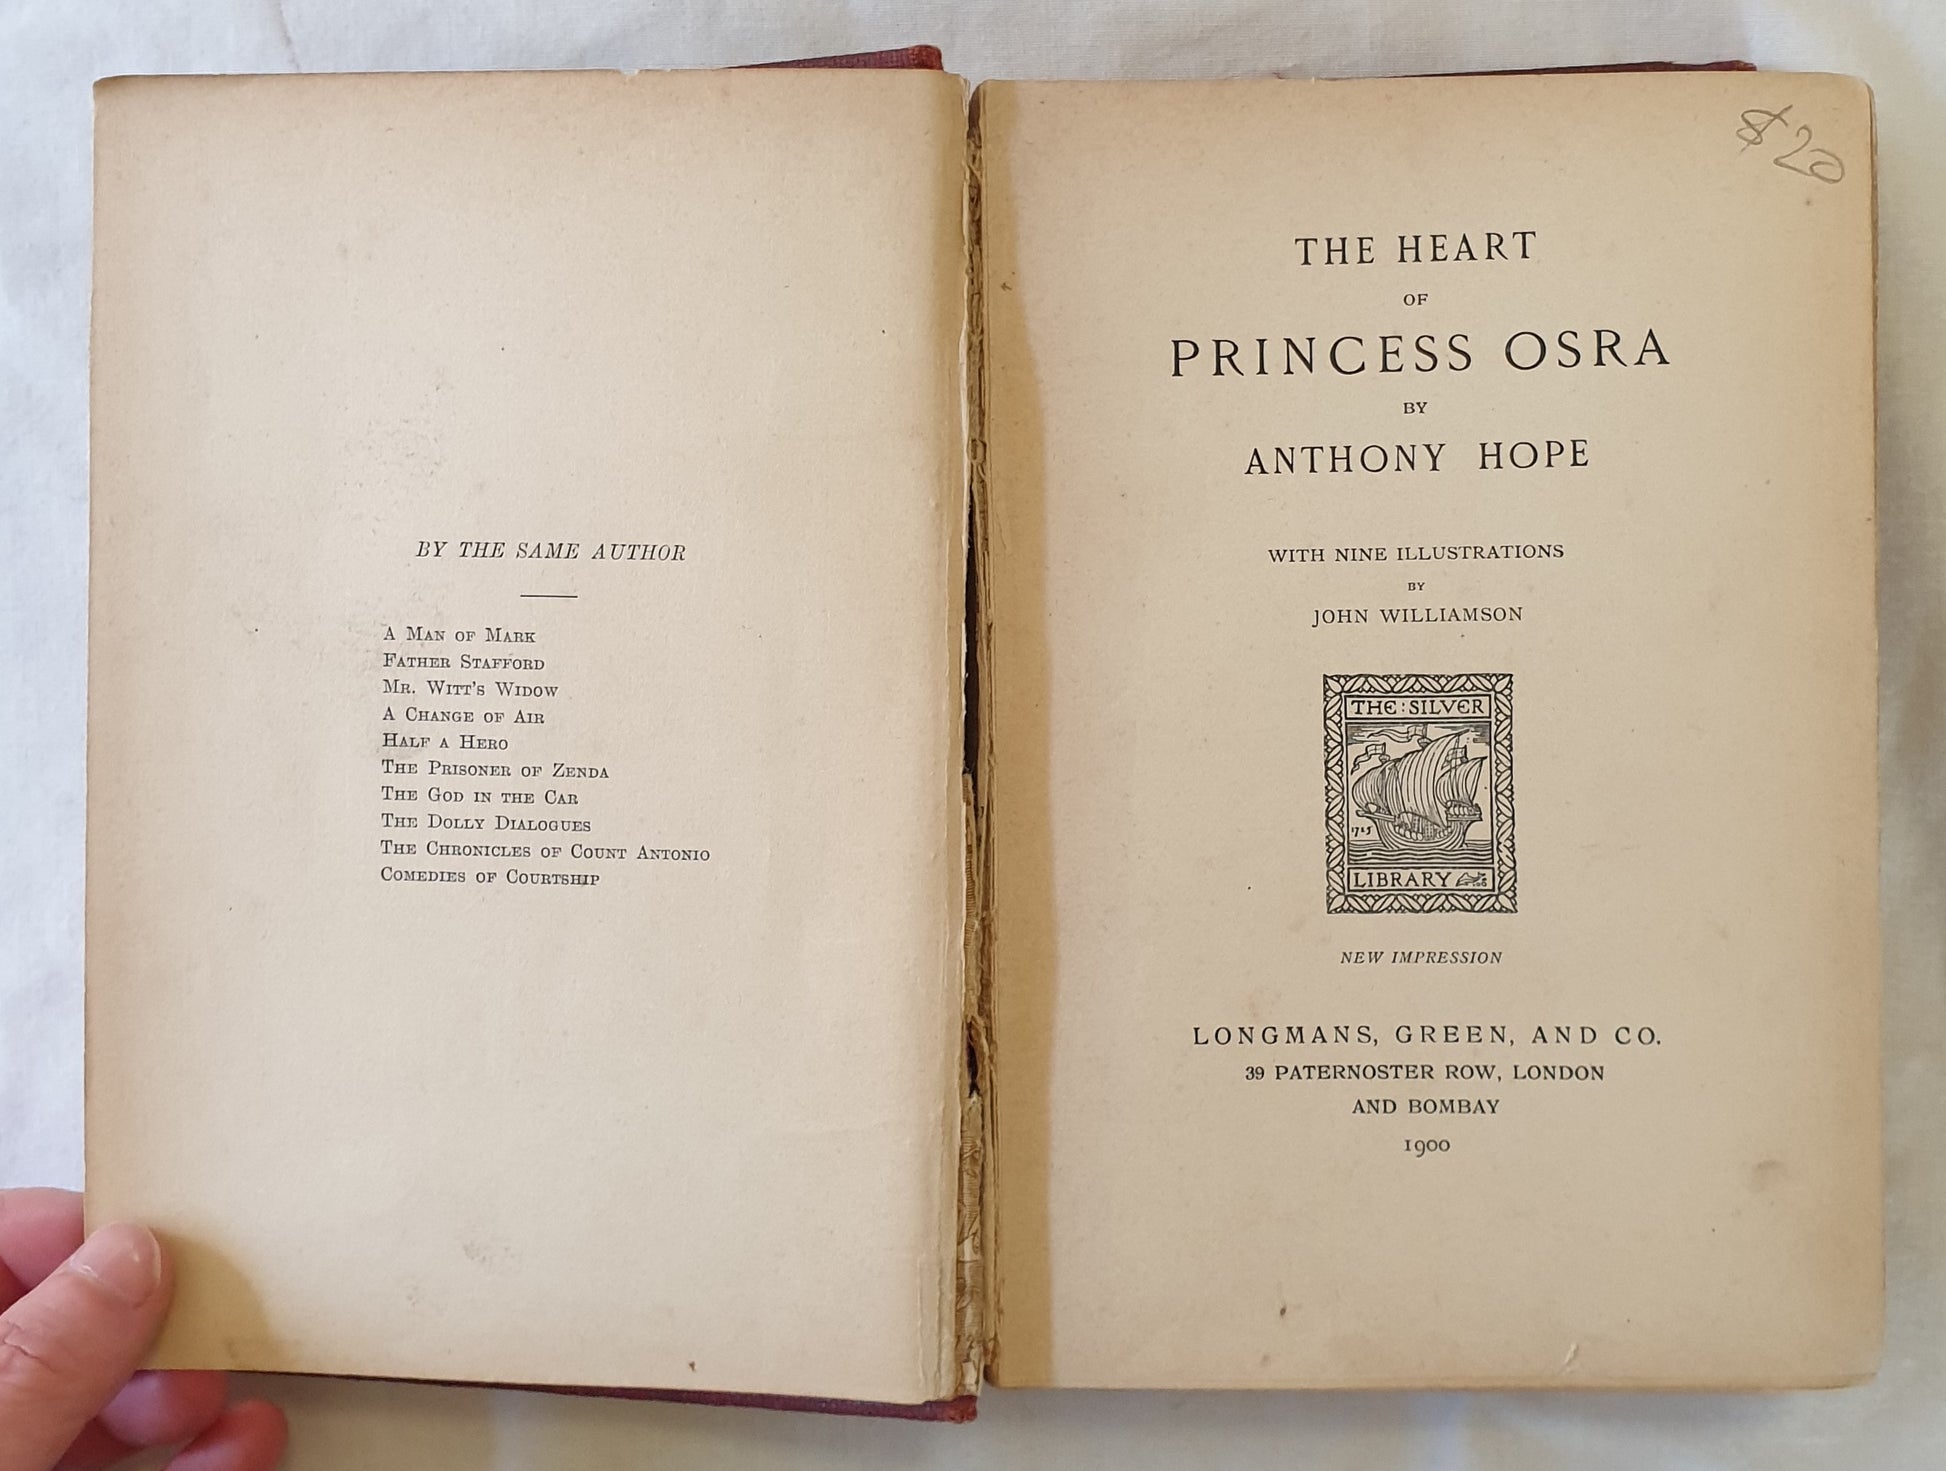 BY THE SAME AUTHOR
A MAN OF MARK
FATHER STAFFORD
MR. WITT'S WIDOW
A CHANGE OF AIR
HALF A HERO
THE PRISONER OF ZENDA
THE GOD IN THE CAR
THE DOLLY DIALOGUES
THE CHRONICLES OF COUNT ANTONIO
COMEDIES OF COURTSHIP
$20
THE HEART
OF
PRINCESS OSRA
BY
ANTHONY HOPE
WITH NINE ILLUSTRATIONS
BY
JOHN WILLIAMSON
THE : SILVER
1725
LIBRARY
NEW IMPRESSION
LONGMANS, GREEN, AND CO.
39 PATERNOSTER ROW, LONDON
AND BOMBAY
1900